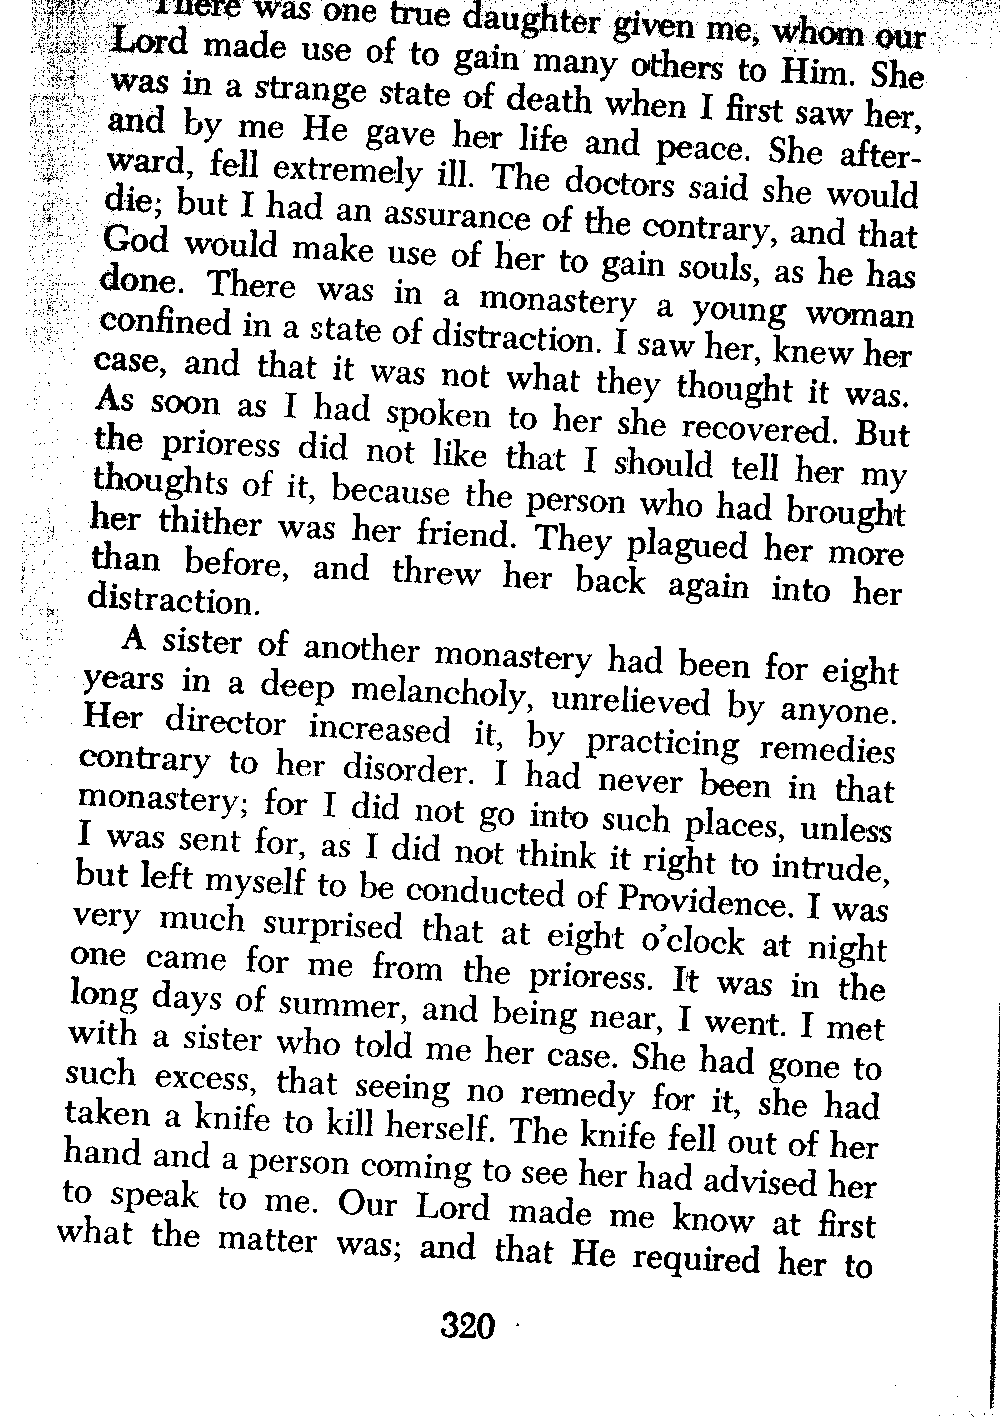 There was one true daughter given me, whom our
Lord made use of to gain many others to Him. She
was in a strange state of death when I first saw her,
and by me He gave her life and peace. She after-
ward, fell extremely ill. The doctors said she would
die; but I had an assurance of the contrary, and that
God would make use of her to gain souls, as he has
done. There was in a monastery a young woman
confined in a state of distraction. I saw her, knew her
case, and that it was not what they thought it was.
As soon as I had spoken to her she recovered. But
the prioress did not like that I should tell her my
thoughts of it, because the person who had brought
her thither was her friend. They plagued her more
than before, and threw her back again into her
distraction.
A sister of another monastery had been for eight
years in a deep melancholy, unrelieved by anyone.
Her director increased it, by practicing remedies
contrary to her disorder. I had never been in that
monastery; for I did not go into such places, unless
I was sent for, as I did not think it right to intrude,
but left myself to be conducted of Providence. I was
very much surprised that at eight o'clock at night
one came for me from the prioress. It was in the
long days of summer, and being near, I went. I met
with a sister who told me her case. She had gone to
such excess, that seeing no remedy for it, she had
taken a knife to kill herself. The knife fell out of her
hand and a person coming to see her had advised her
to speak to me. Our Lord made me know at first
what the matter was; and that He required her to
320